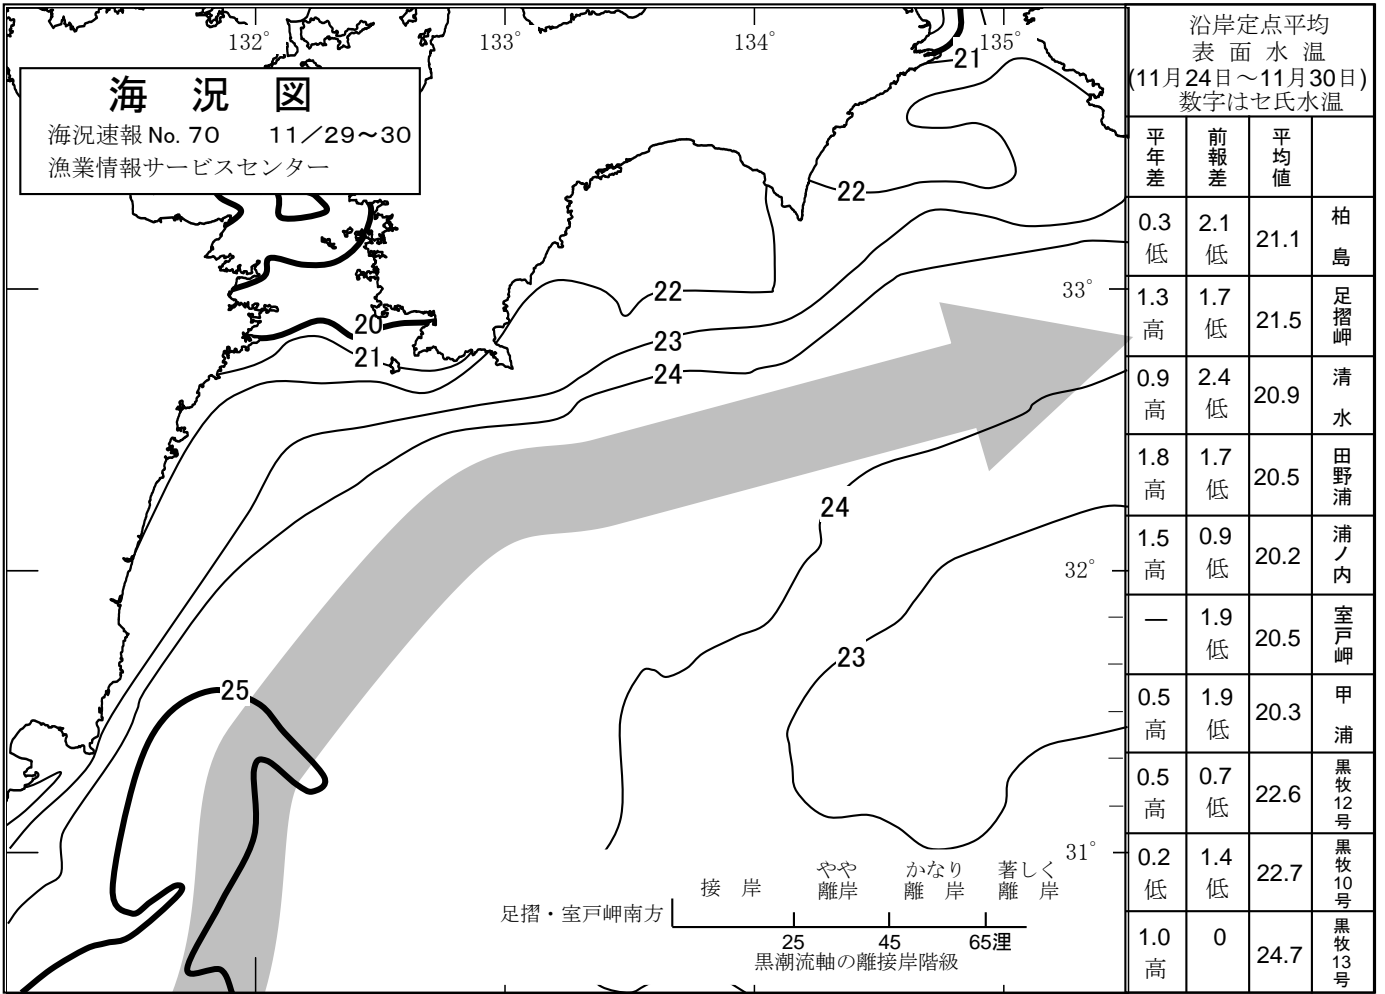 海 況 図
海況速報 No. 70 11／29～30
漁業情報サービスセンター
132°
133°
134°
135°
21
22
22
33°
20
21
23
24
24
32°
23
25
31°
接 岸
やや
離岸
かなり
離 岸
著しく
離 岸
足摺・室戸岬南方
25 45 65浬
黒潮流軸の離接岸階級
沿岸定点平均
表 面 水 温
(11月24日～11月30日)
数字はセ氏水温
平年差 前報差 平均値
0.3低 2.1低 21.1 柏島
1.3高 1.7低 21.5 足摺岬
0.9高 2.4低 20.9 清水
1.8高 1.7低 20.5 田野浦
1.5高 0.9低 20.2 浦ノ内
― 1.9低 20.5 室戸岬
0.5高 1.9低 20.3 甲浦
0.5高 0.7低 22.6 黒牧12号
0.2低 1.4低 22.7 黒牧10号
1.0高 0 24.7 黒牧13号